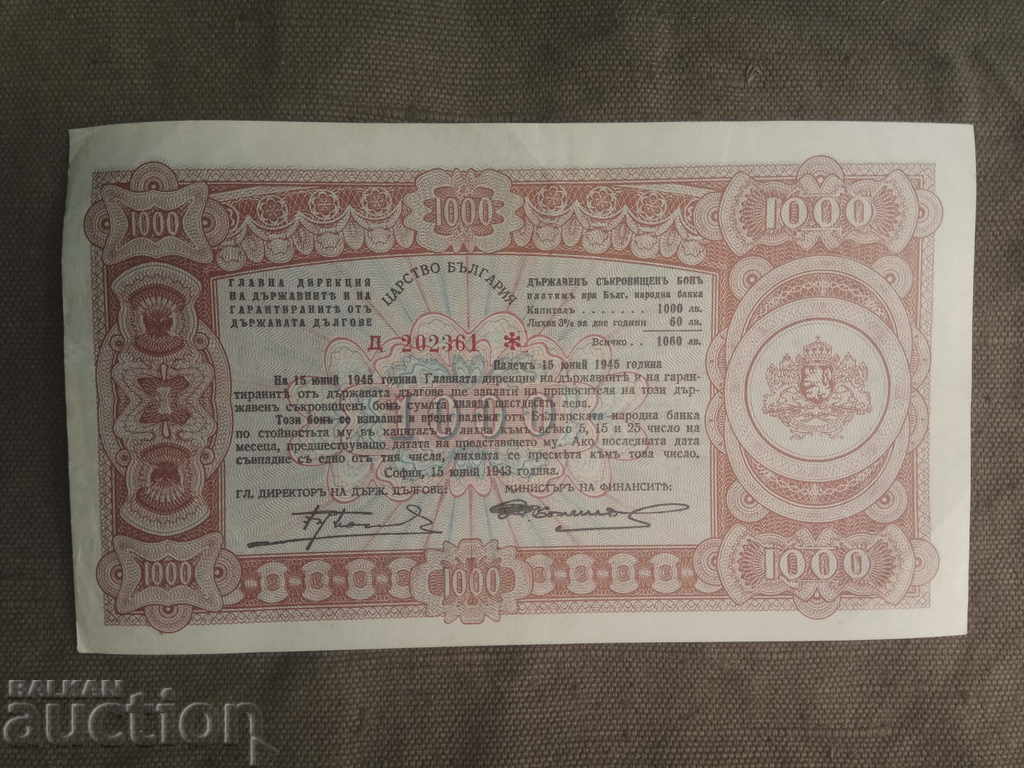 1000
1000
1000
ГЛАВНА ДИРЕКЦИЯ
НА ДЪРЖАВНИТѢ И НА
ГАРАНТИРАНИТѢ ОТЪ
ДЪРЖАВАТА ДЪЛГОВЕ
ЦАРСТВО БЪЛГАРИЯ
ДЪРЖАВЕНЪ СЪКРОВИЩЕНЪ БОНЪ
платимъ при Бълг. народна банка
Капиталъ . . . . . . . 1000 лв.
Лихва 3% за две години 60 лв.
Всичко . . 1060 лв.
Д 202361 *
Падежъ 15 юний 1945 година
На 15 юний 1945 година Главната дирекция на държавнитѣ и на гаран-
тиранитѣ отъ държавата дългове ще заплати на приносителя на този дър-
жавенъ съкровищенъ бонъ сумата хиляда шестдесеть лева.
Този бонъ се изплаща и преди падежа отъ Българската народна банка
по стойностьта му въ капиталъ и лихва къмъ всѣко 5, 15 и 25 число на
месеца, предшествуващо датата на представянето му. Ако последната дата
съвпадне съ едно отъ тия числа, лихвата се пресмѣта къмъ това число.
София, 15 юний 1943 година.
ГЛ. ДИРЕКТОРЪ НА ДЪРЖ. ДЪЛГОВЕ:
МИНИСТЪРЪ НА ФИНАНСИТѢ:
1000
1000
1000
1000
BALKAN
auction